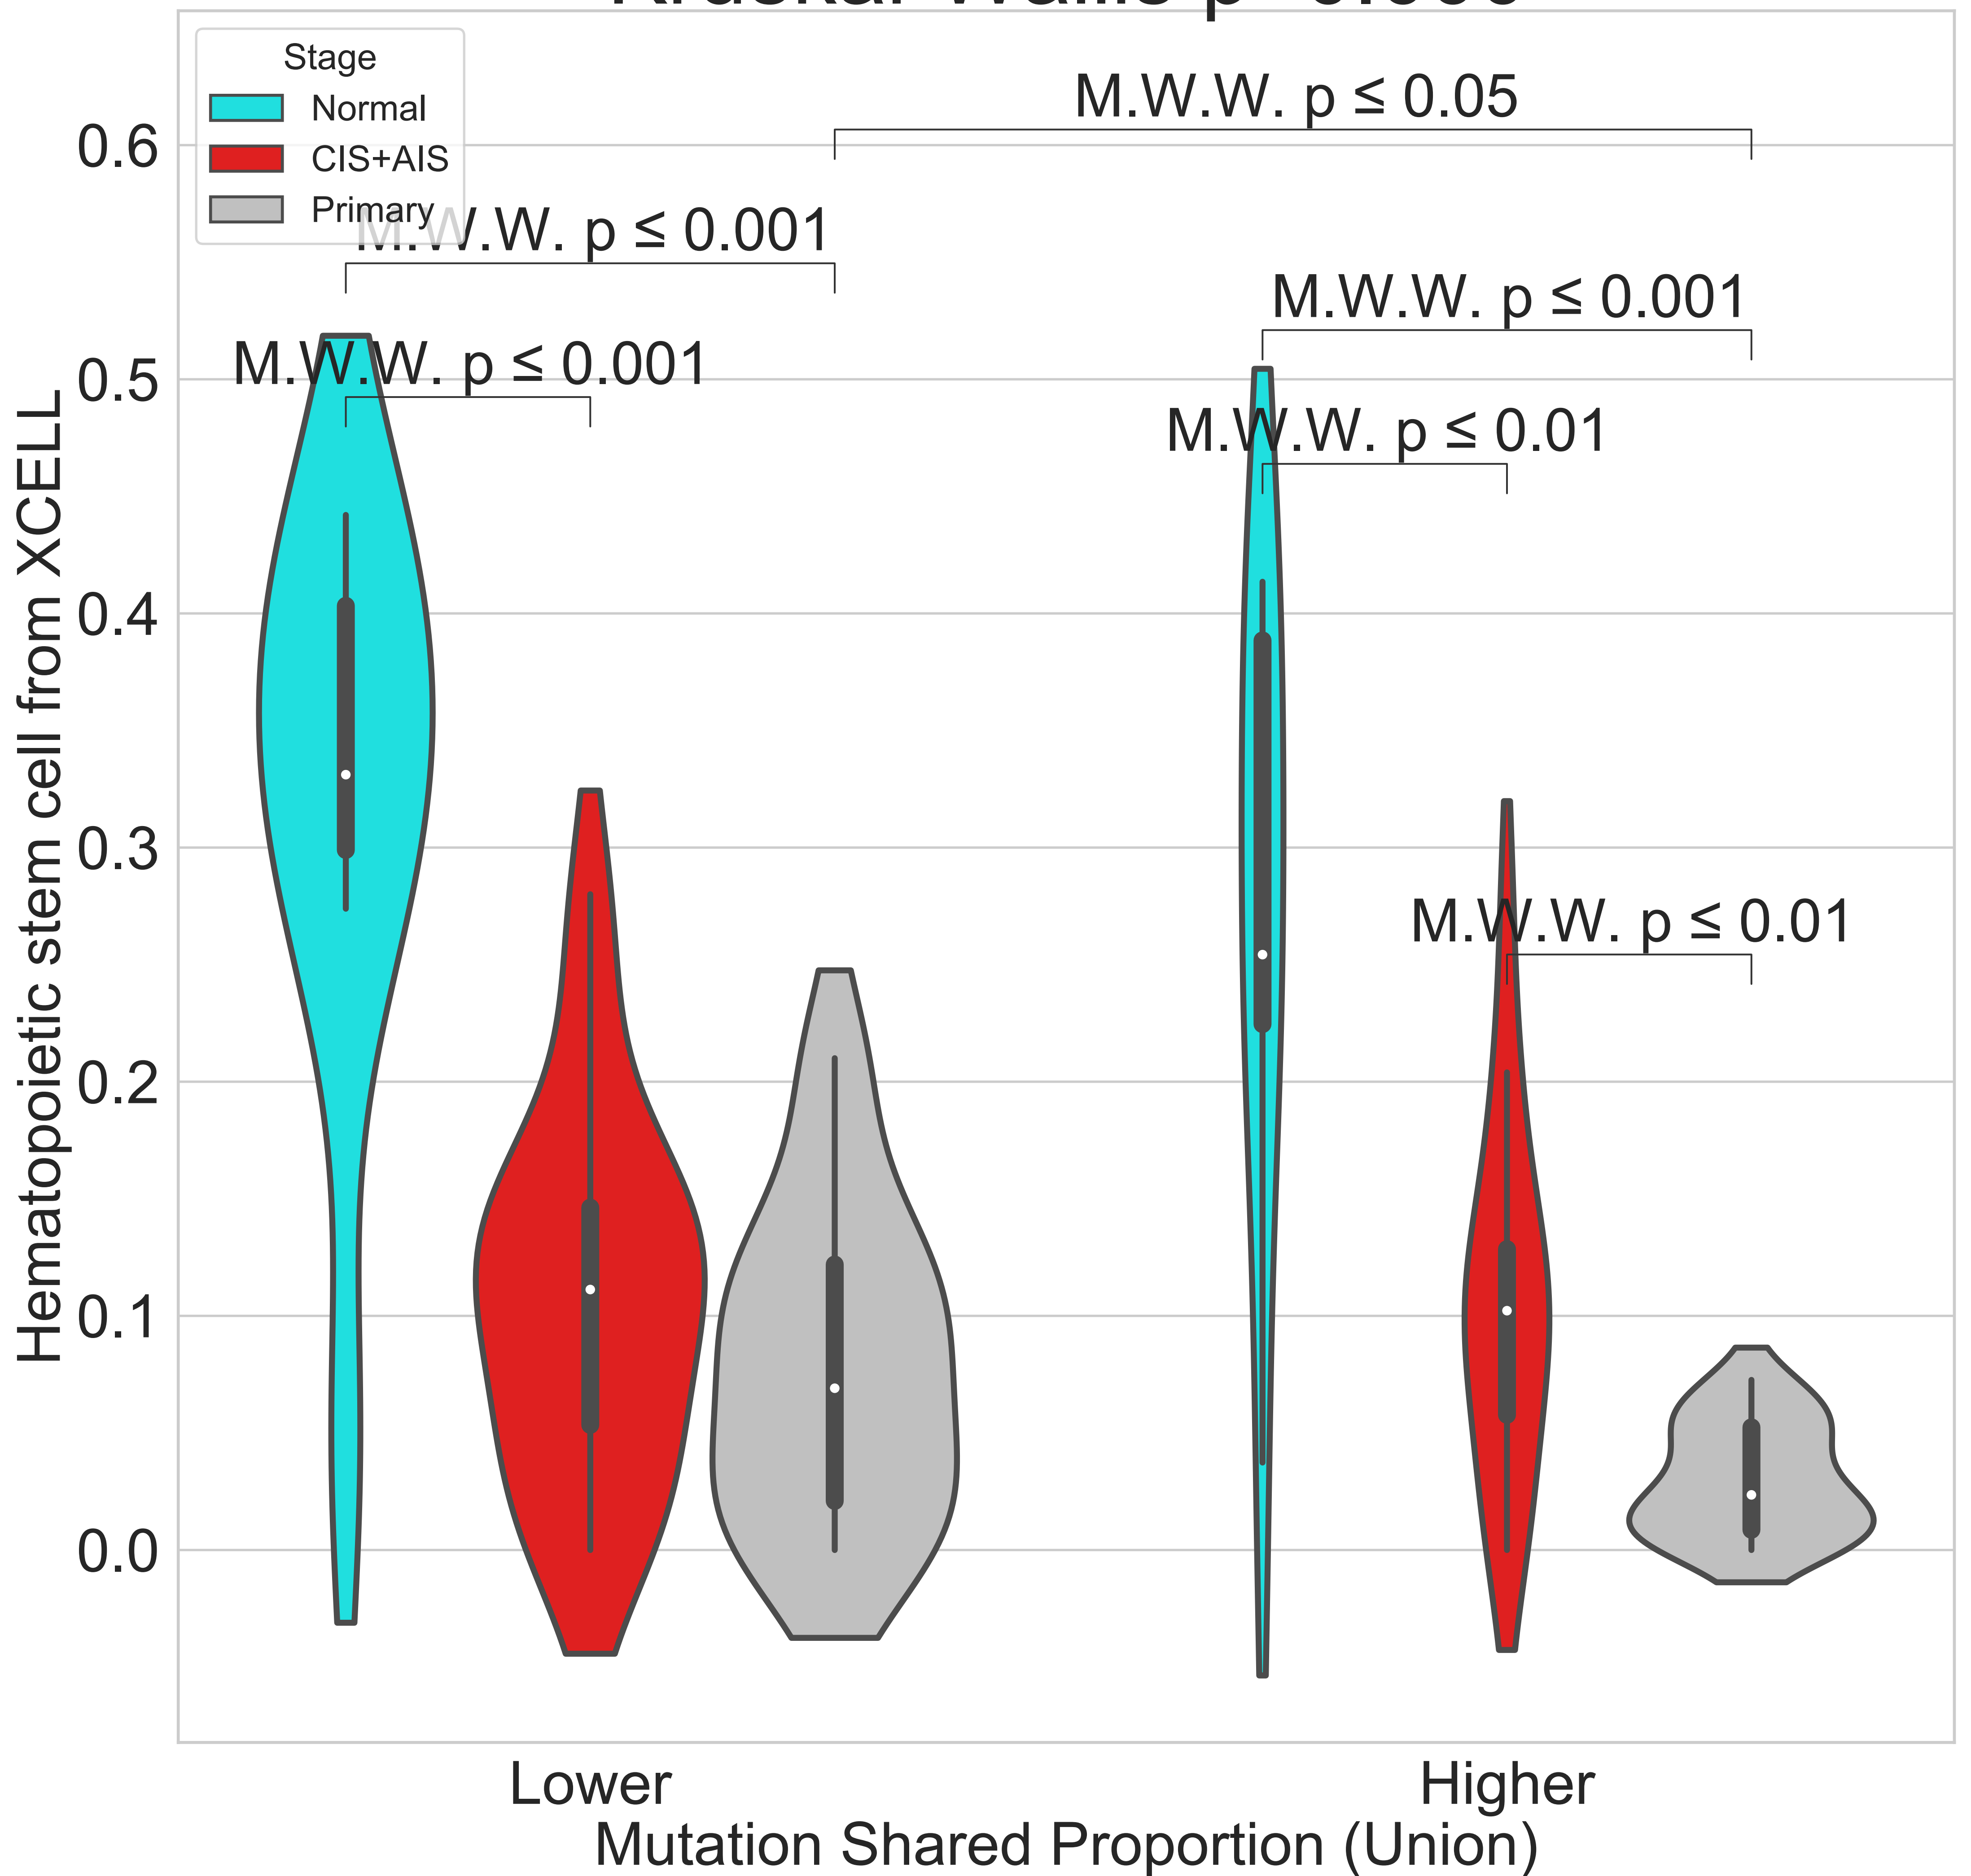 Stage
Normal
CIS+AIS
Primary
M.W.W. p ≤ 0.05
M.W.W. p ≤ 0.001
M.W.W. p ≤ 0.001
M.W.W. p ≤ 0.001
M.W.W. p ≤ 0.01
M.W.W. p ≤ 0.01
0.6
0.5
0.4
0.3
0.2
0.1
0.0
Hematopoietic stem cell from XCELL
Lower
Higher
Mutation Shared Proportion (Union)